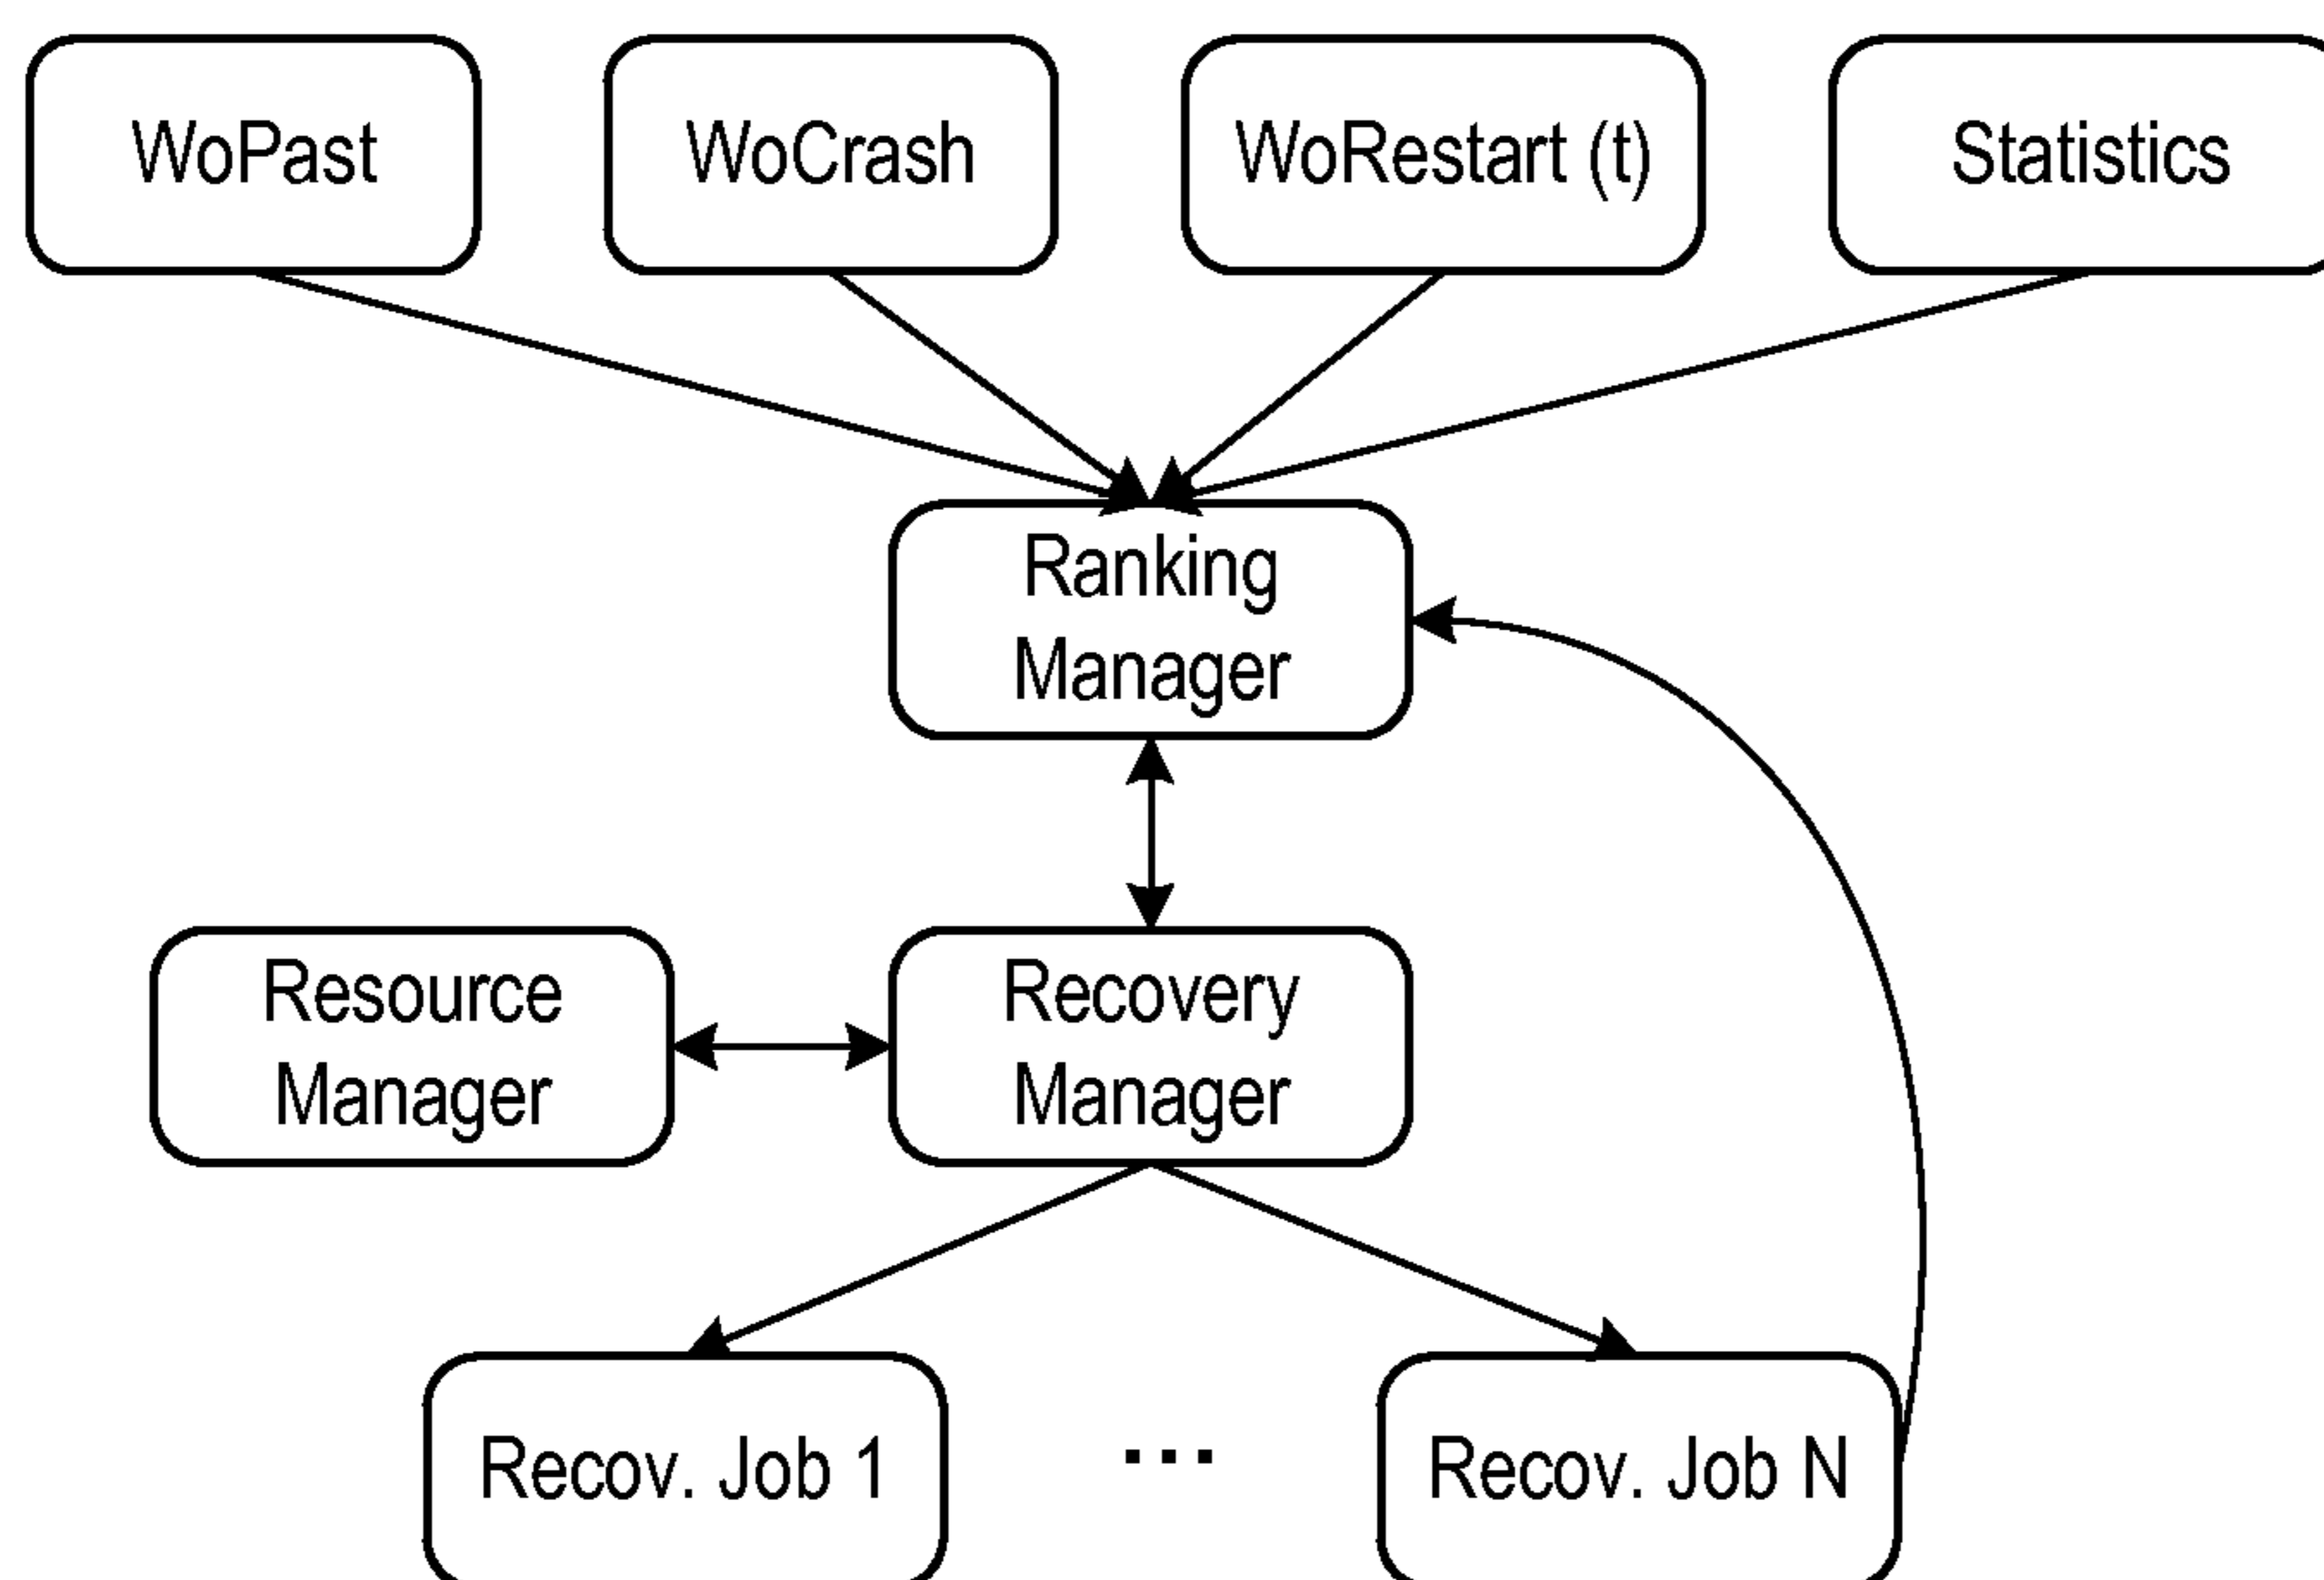 WoPast
WoCrash
WoRestart (t)
Statistics
Ranking
Manager
Resource
Manager
Recovery
Manager
Recov. Job 1
...
Recov. Job N